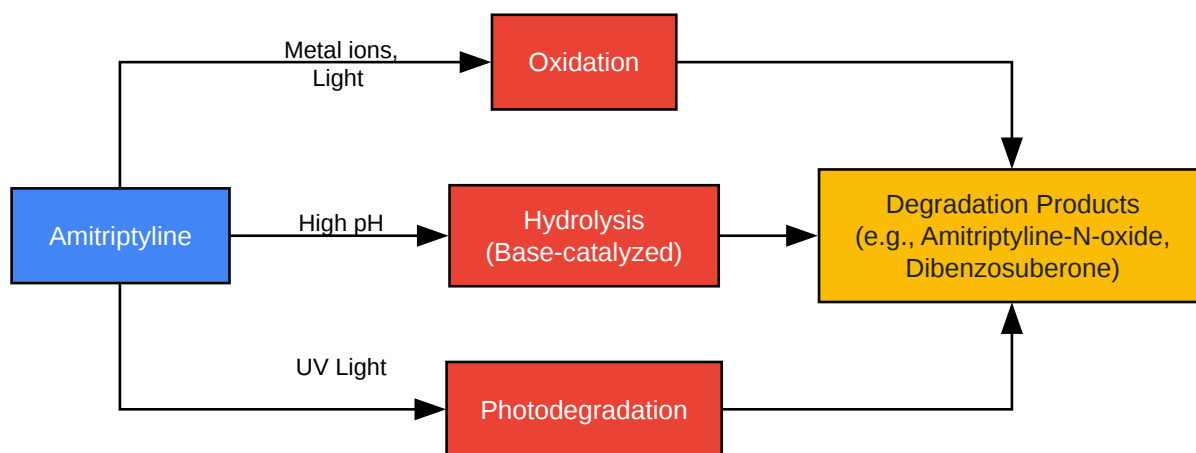 Metal ions,
Light
Oxidation
Amitriptyline
High pH
Hydrolysis
(Base-catalyzed)
Degradation Products
(e.g., Amitriptyline-N-oxide,
Dibenzosuberone)
UV Light
Photodegradation